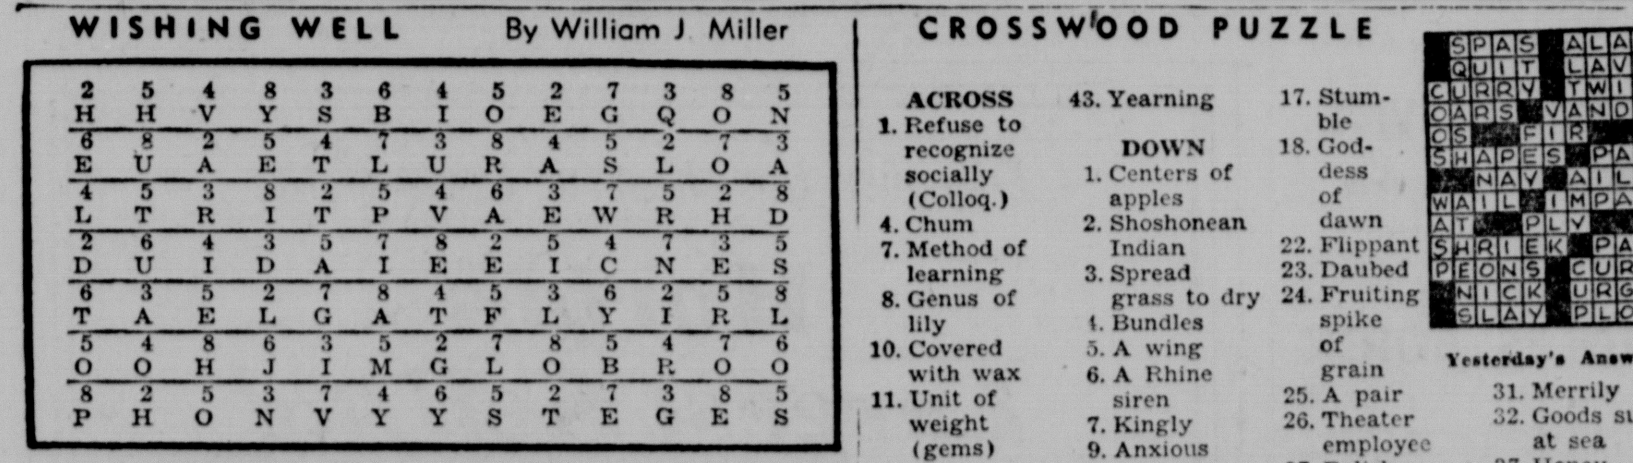 WISHING WELL By William J. Miller
2 5 4 8 3 6 4 5 2 7 3 8 5
H H V Y S B I O E G Q O N
6 8 2 5 4 7 3 8 4 5 2 7 3
E U A E T L U R A S L O A
4 5 3 8 2 5 4 6 3 7 5 2 8
L T R I T P V A E W R H D
2 6 4 3 5 7 8 2 5 4 7 3 5
D U I D A I E E I C N E S
6 3 5 2 7 8 4 5 3 6 2 5 8
T A E L G A T F L Y I R L
5 4 8 6 3 5 2 7 8 5 4 7 6
O O H J I M G L O B R O O
8 2 5 3 7 4 6 5 2 7 3 8 5
P H O N V Y Y S T E G E S
CROSSWOOD PUZZLE
ACROSS
1. Refuse to
recognize
socially
(Colloq.)
4. Chum
7. Method of
learning
8. Genus of
lily
10. Covered
with wax
11. Unit of
weight
(gems)
43. Yearning
DOWN
1. Centers of
apples
2. Shoshonean
Indian
3. Spread
grass to dry
4. Bundles
5. A wing
6. A Rhine
siren
7. Kingly
9. Anxious
17. Stum-
ble
18. God-
dess
of
dawn
22. Flippant
23. Daubed
24. Fruiting
spike
of
grain
25. A pair
26. Theater
employee
SPAS ALA
QUIT LAV
CURRY TWI
OARS VAND
OS FIR
SHAPES PA
NAY AIL
WAIL IMPA
AT PLY
SHRIEK PA
PEONS CUR
NICK URG
SLAY PLO
Yesterday's Answ
31. Merrily
32. Goods su
at sea